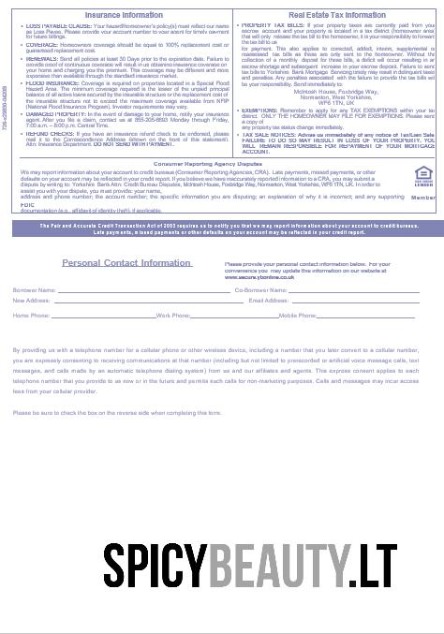 Insurance Information
• LOSS PAYABLE CLAUSE: Your hazard/homeowner's policy(s) must reflect our name
as Loss Payee. Please provide your account number to your agent for timely payment
for future billings.
• COVERAGE: Homeowners coverage should be equal to 100% replacement cost or
guaranteed replacement cost.
• RENEWALS: Send all policies at least 30 Days prior to the expiration date. Failure to
provide proof of continuous coverage will result in us obtaining insurance coverage on
your home and charging you the premium. This coverage may be different and more
expensive than available through the standard insurance market.
• FLOOD INSURANCE: Coverage is required on properties located in a Special Flood
Hazard Area. The minimum coverage required is the lesser of the unpaid principal
balance of all active loans secured by the insurable structure or the replacement cost of
the insurable structure not to exceed the maximum coverage available from NFIP
(National Flood Insurance Program). Investor requirements may vary.
• DAMAGED PROPERTY: In the event of damage to your home, notify your insurance
agent. After you file a claim, contact us at Monday through Friday,
7:00 a.m. – 8:00 p.m. Central Time.
• REFUND CHECKS: If you have an insurance refund check to be endorsed, please
mail it to the Correspondence Address shown on the front of this statement:
Attn: Insurance Department. DO NOT SEND WITH PAYMENT.
Real Estate Tax Information
• PROPERTY TAX BILLS: If your property taxes are currently paid from you
escrow account and your property is located in a tax district (homeowner area
that will only release the tax bill to the homeowner, it is your responsibility to forward
the tax bill to us
for payment. This also applies to corrected, added, interim, supplemental o
reassessed tax bills as these are only sent to the homeowner. Without the
collection of a monthly deposit for these bills, a deficit will occur resulting in ar
escrow shortage and subsequent increase in your escrow deposit. Failure to sen
tax bills to Yorkshire Bank Mortgage Servicing timely may result in delinquent taxes
and penalties. Any penalties associated with the failure to provide the tax bills will
be your responsibility. Send immediately to:
McIntosh House, Foxbridge Way,
Normanton, West Yorkshire,
WF6 1TN, UK
• EXEMPTIONS: Remember to apply for any TAX EXEMPTIONS within your tax
district. ONLY THE HOMEOWNER MAY FILE FOR EXEMPTIONS. Please sen
a copy of
any property tax status change immediately.
• TAX SALE NOTICES: Advise us immediately of any notice of Tax/Lien Sale
FAILURE TO DO SO MAY RESULT IN LOSS OF YOUR PROPERTY. YOU
WILL REMAIN RESPONSIBLE FOR REPAYMENT OF YOUR MORTGAGE
ACCOUNT.
Consumer Reporting Agency Disputes
We may report information about your account to credit bureaus (Consumer Reporting Agencies, CRA). Late payments, missed payments, or other
defaults on your account may be reflected in your credit report. If you believe we have inaccurately reported information to a CRA, you may submit a
dispute by writing to: Yorkshire Bank Attn: Credit Bureau Disputes, McIntosh House, Foxbridge Way, Normanton, West Yorkshire, WF6 1TN, UK. In order to
assist you with your dispute, you must provide: your name,
address and phone number; the account number; the specific information you are disputing; an explanation of why it is incorrect; and any supporting
documentation (e.g., affidavit of identity theft), if applicable.
LENDER
Member
FDIC
The Fair and Accurate Credit Transaction Act of 2003 requires us to notify you that we may report information about your account to credit bureaus.
Late payments, missed payments or other defaults on your account may be reflected in your credit report.
Personal Contact Information
Please provide your personal contact information below. For your
convenience you may update this information on our website at
www.secure.ybonline.co.uk
Borrower Name: Co-Borrower Name:
New Address: Email Address:
Home Phone: Work Phone: Mobile Phone:
By providing us with a telephone number for a cellular phone or other wireless device, including a number that you later convert to a cellular number,
you are expressly consenting to receiving communications at that number (including but not limited to prerecorded or artificial voice message calls, text
messages, and calls made by an automatic telephone dialing system) from us and our affiliates and agents. This express consent applies to each
telephone number that you provide to us now or in the future and permits such calls for non-marketing purposes. Calls and messages may incur access
fees from your cellular provider.
Please be sure to check the box on the reverse side when completing this form.
SPICYBEAUTY.LT